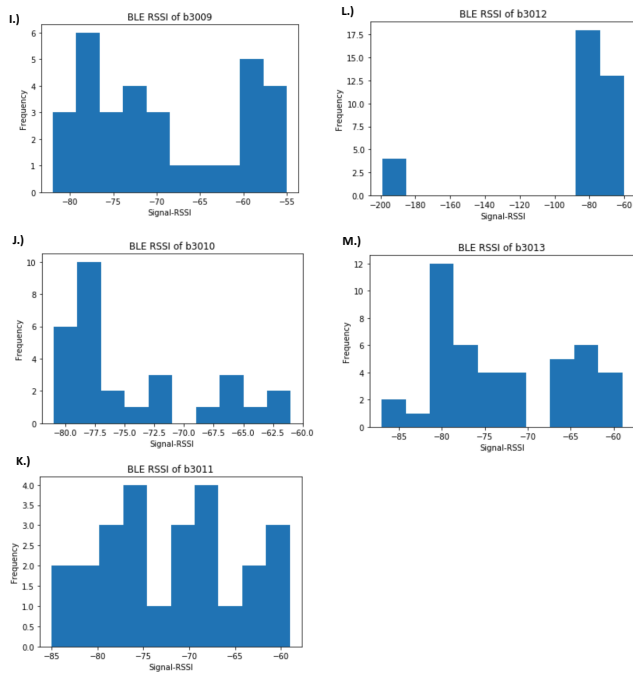 I.)
BLE RSSI of b3009
6
5
4
3
2
1
0
Frequency
−80 −75 −70 −65 −60 −55
Signal-RSSI
J.)
BLE RSSI of b3010
10
8
6
4
2
0
Frequency
−80.0 −77.5 −75.0 −72.5 −70.0 −67.5 −65.0 −62.5 −60.0
Signal-RSSI
K.)
BLE RSSI of b3011
4.0
3.5
3.0
2.5
2.0
1.5
1.0
0.5
0.0
Frequency
−85 −80 −75 −70 −65 −60
Signal-RSSI
L.)
BLE RSSI of b3012
17.5
15.0
12.5
10.0
7.5
5.0
2.5
0.0
Frequency
−200 −180 −160 −140 −120 −100 −80 −60
Signal-RSSI
M.)
BLE RSSI of b3013
12
10
8
6
4
2
0
Frequency
−85 −80 −75 −70 −65 −60
Signal-RSSI